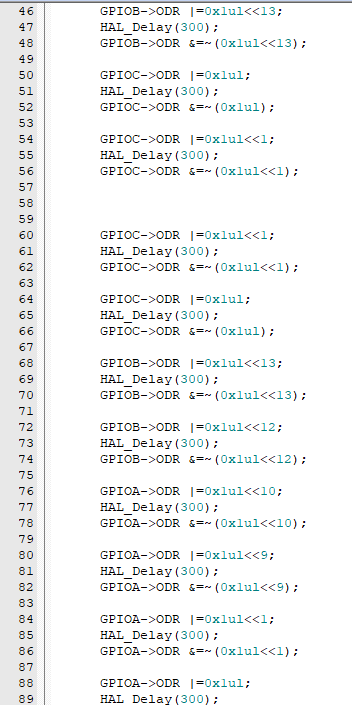 46 GPIOB->ODR |=0x1ul<<13;
47 HAL_Delay(300);
48 GPIOB->ODR &=~(0x1ul<<13);
49
50 GPIOC->ODR |=0x1ul;
51 HAL_Delay(300);
52 GPIOC->ODR &=~(0x1ul);
53
54 GPIOC->ODR |=0x1ul<<1;
55 HAL_Delay(300);
56 GPIOC->ODR &=~(0x1ul<<1);
57
58
59
60 GPIOC->ODR |=0x1ul<<1;
61 HAL_Delay(300);
62 GPIOC->ODR &=~(0x1ul<<1);
63
64 GPIOC->ODR |=0x1ul;
65 HAL_Delay(300);
66 GPIOC->ODR &=~(0x1ul);
67
68 GPIOB->ODR |=0x1ul<<13;
69 HAL_Delay(300);
70 GPIOB->ODR &=~(0x1ul<<13);
71
72 GPIOB->ODR |=0x1ul<<12;
73 HAL_Delay(300);
74 GPIOB->ODR &=~(0x1ul<<12);
75
76 GPIOA->ODR |=0x1ul<<10;
77 HAL_Delay(300);
78 GPIOA->ODR &=~(0x1ul<<10);
79
80 GPIOA->ODR |=0x1ul<<9;
81 HAL_Delay(300);
82 GPIOA->ODR &=~(0x1ul<<9);
83
84 GPIOA->ODR |=0x1ul<<1;
85 HAL_Delay(300);
86 GPIOA->ODR &=~(0x1ul<<1);
87
88 GPIOA->ODR |=0x1ul;
89 HAL_Delay(300);